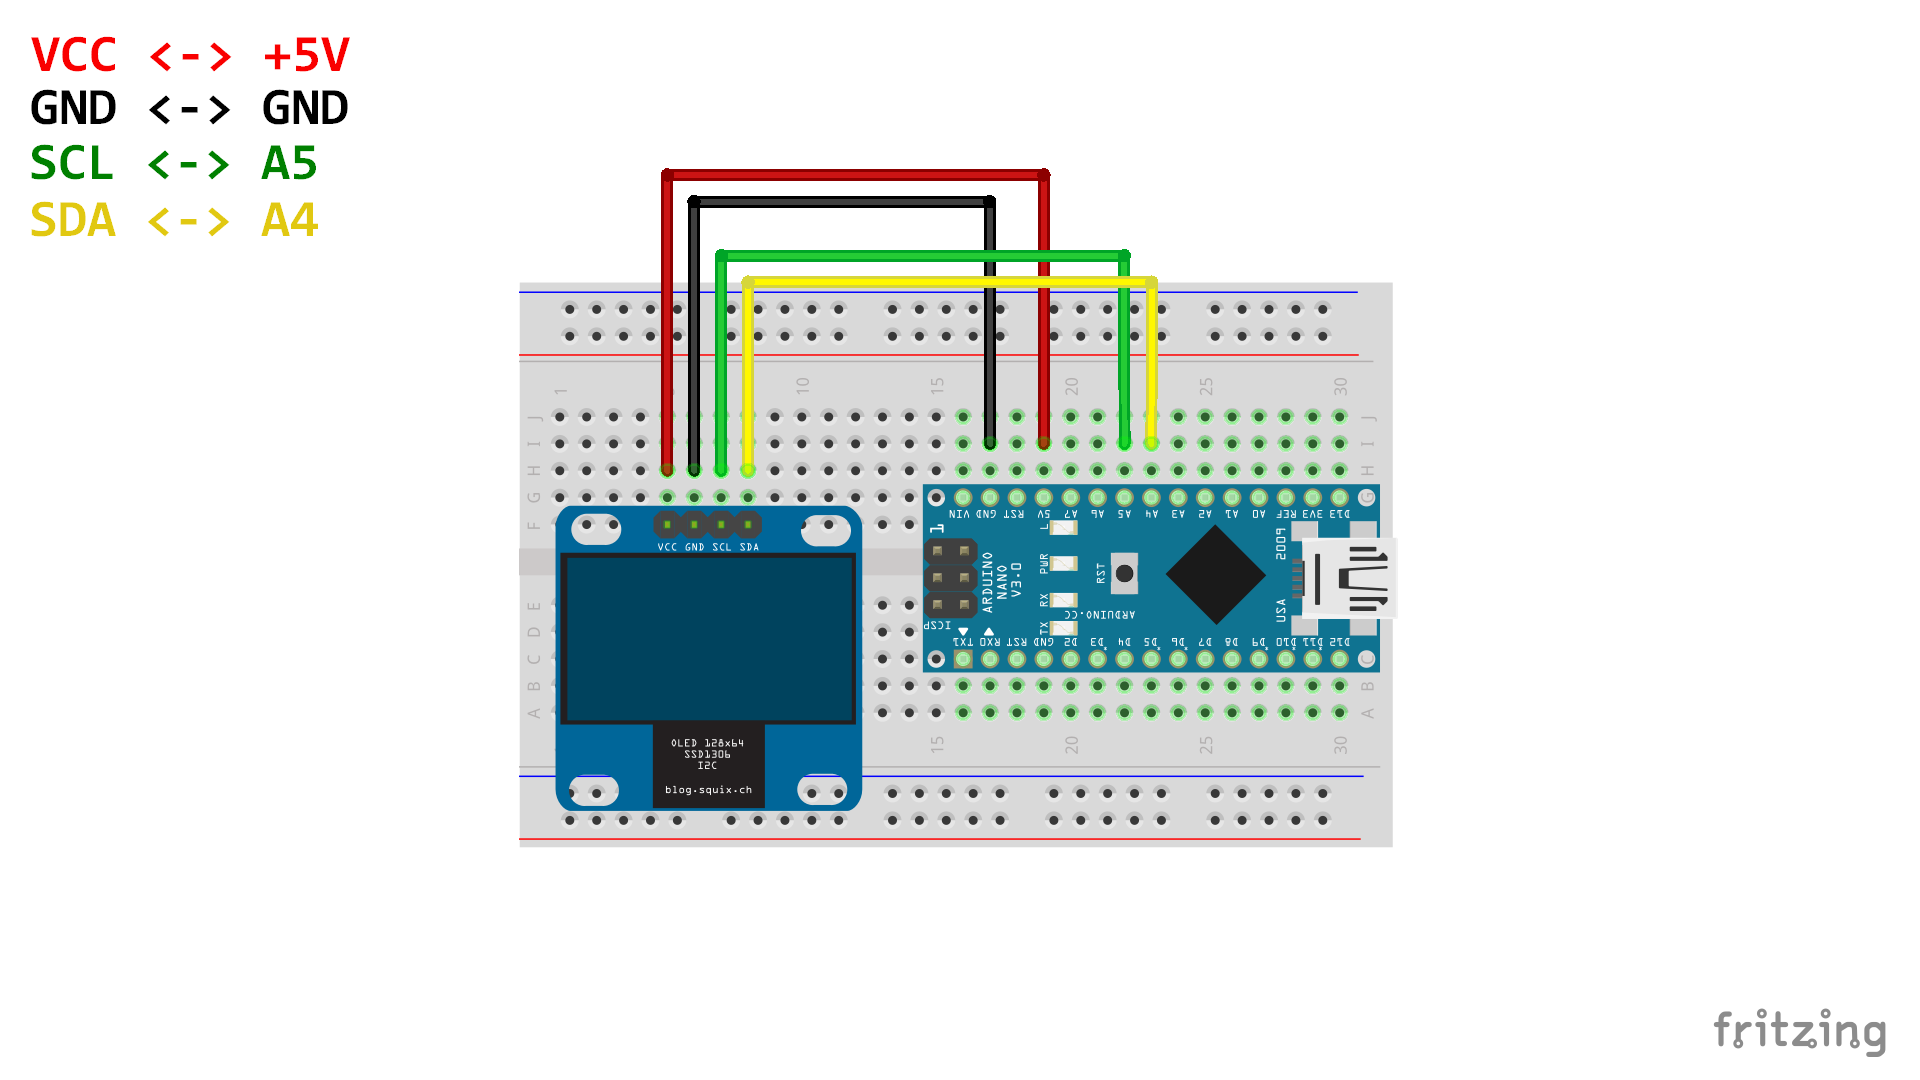 VCC <-> +5V
GND <-> GND
SCL <-> A5
SDA <-> A4
1 10 15 20 25 30
J J
I I
H H
G G
F
VIN GND RST 5V A7 A6 A5 A4 A3 A2 A1 A0 REF 3V3 D13
1
L
VCC GND SCL SDA
PWR
RST
RX
TX
ARDUINO
NANO
V3.0
ARDUINO.CC
2009
USA
ICSP
TX1 RX0 RST GND D2 D3 D4 D5 D6 D7 D8 D9 D10 D11 D12
E
D
C C
B B
A A
15 20 25 30
OLED 128x64
SSD1306
I2C
blog.squix.ch
fritzing